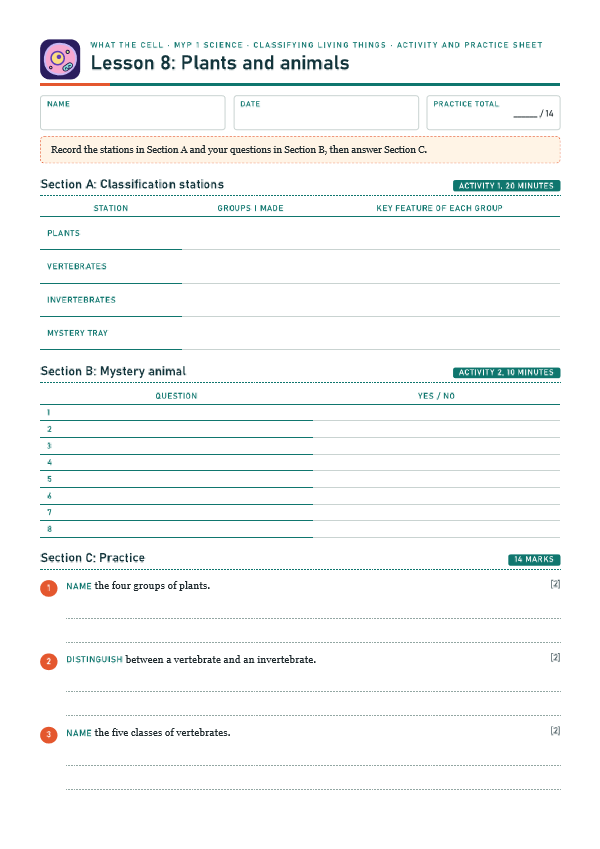 WHAT THE CELL · MYP 1 SCIENCE · CLASSIFYING LIVING THINGS · ACTIVITY AND PRACTICE SHEET
Lesson 8: Plants and animals
NAME
DATE
PRACTICE TOTAL
_____ / 14
Record the stations in Section A and your questions in Section B, then answer Section C.
Section A: Classification stations
ACTIVITY 1, 20 MINUTES
STATION GROUPS I MADE KEY FEATURE OF EACH GROUP
PLANTS
VERTEBRATES
INVERTEBRATES
MYSTERY TRAY
Section B: Mystery animal
ACTIVITY 2, 10 MINUTES
QUESTION YES / NO
1
2
3
4
5
6
7
8
Section C: Practice
14 MARKS
1 NAME the four groups of plants. [2]
2 DISTINGUISH between a vertebrate and an invertebrate. [2]
3 NAME the five classes of vertebrates. [2]